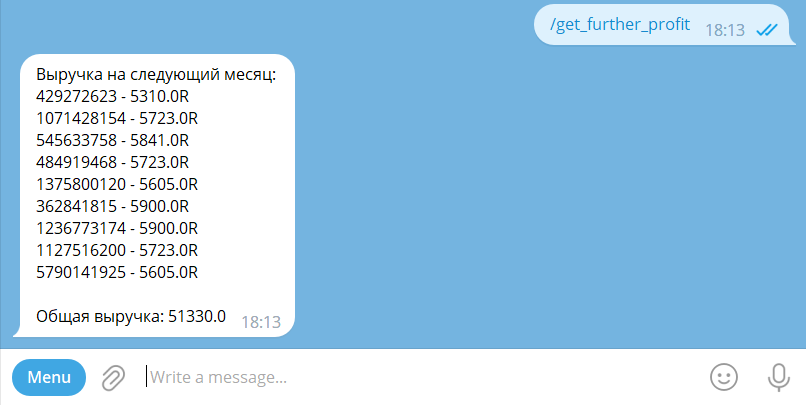 /get_further_profit 18:13
Выручка на следующий месяц:
429272623 - 5310.0R
1071428154 - 5723.0R
545633758 - 5841.0R
484919468 - 5723.0R
1375800120 - 5605.0R
362841815 - 5900.0R
1236773174 - 5900.0R
1127516200 - 5723.0R
5790141925 - 5605.0R
Общая выручка: 51330.0 18:13
Menu Write a message...